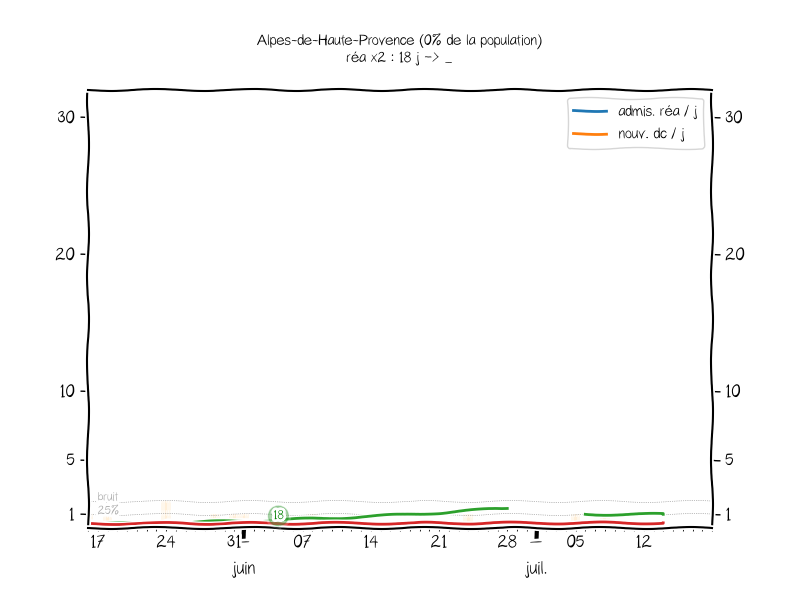 Alpes-de-Haute-Provence (0% de la population)
réa x2 : 18 j -> _
30
20
10
5
1
30
20
10
5
1
admis. réa / j
nouv. dc / j
bruit
25%
18
17 24 31 07 14 21 28 05 12
juin juil.